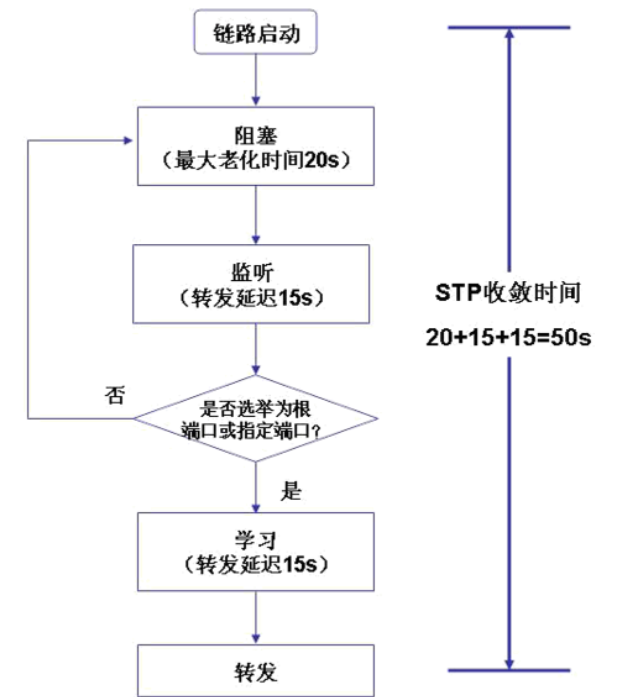 链路启动
阻塞
（最大老化时间20s）
监听
（转发延迟15s）
STP收敛时间
20+15+15=50s
否
是否选举为根
端口或指定端口？
是
学习
（转发延迟15s）
转发